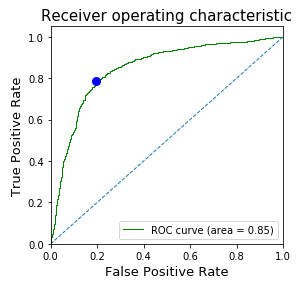 Receiver operating characteristic
1.0
0.8
0.6
0.4
0.2
0.0
True Positive Rate
ROC curve (area = 0.85)
0.0 0.2 0.4 0.6 0.8 1.0
False Positive Rate